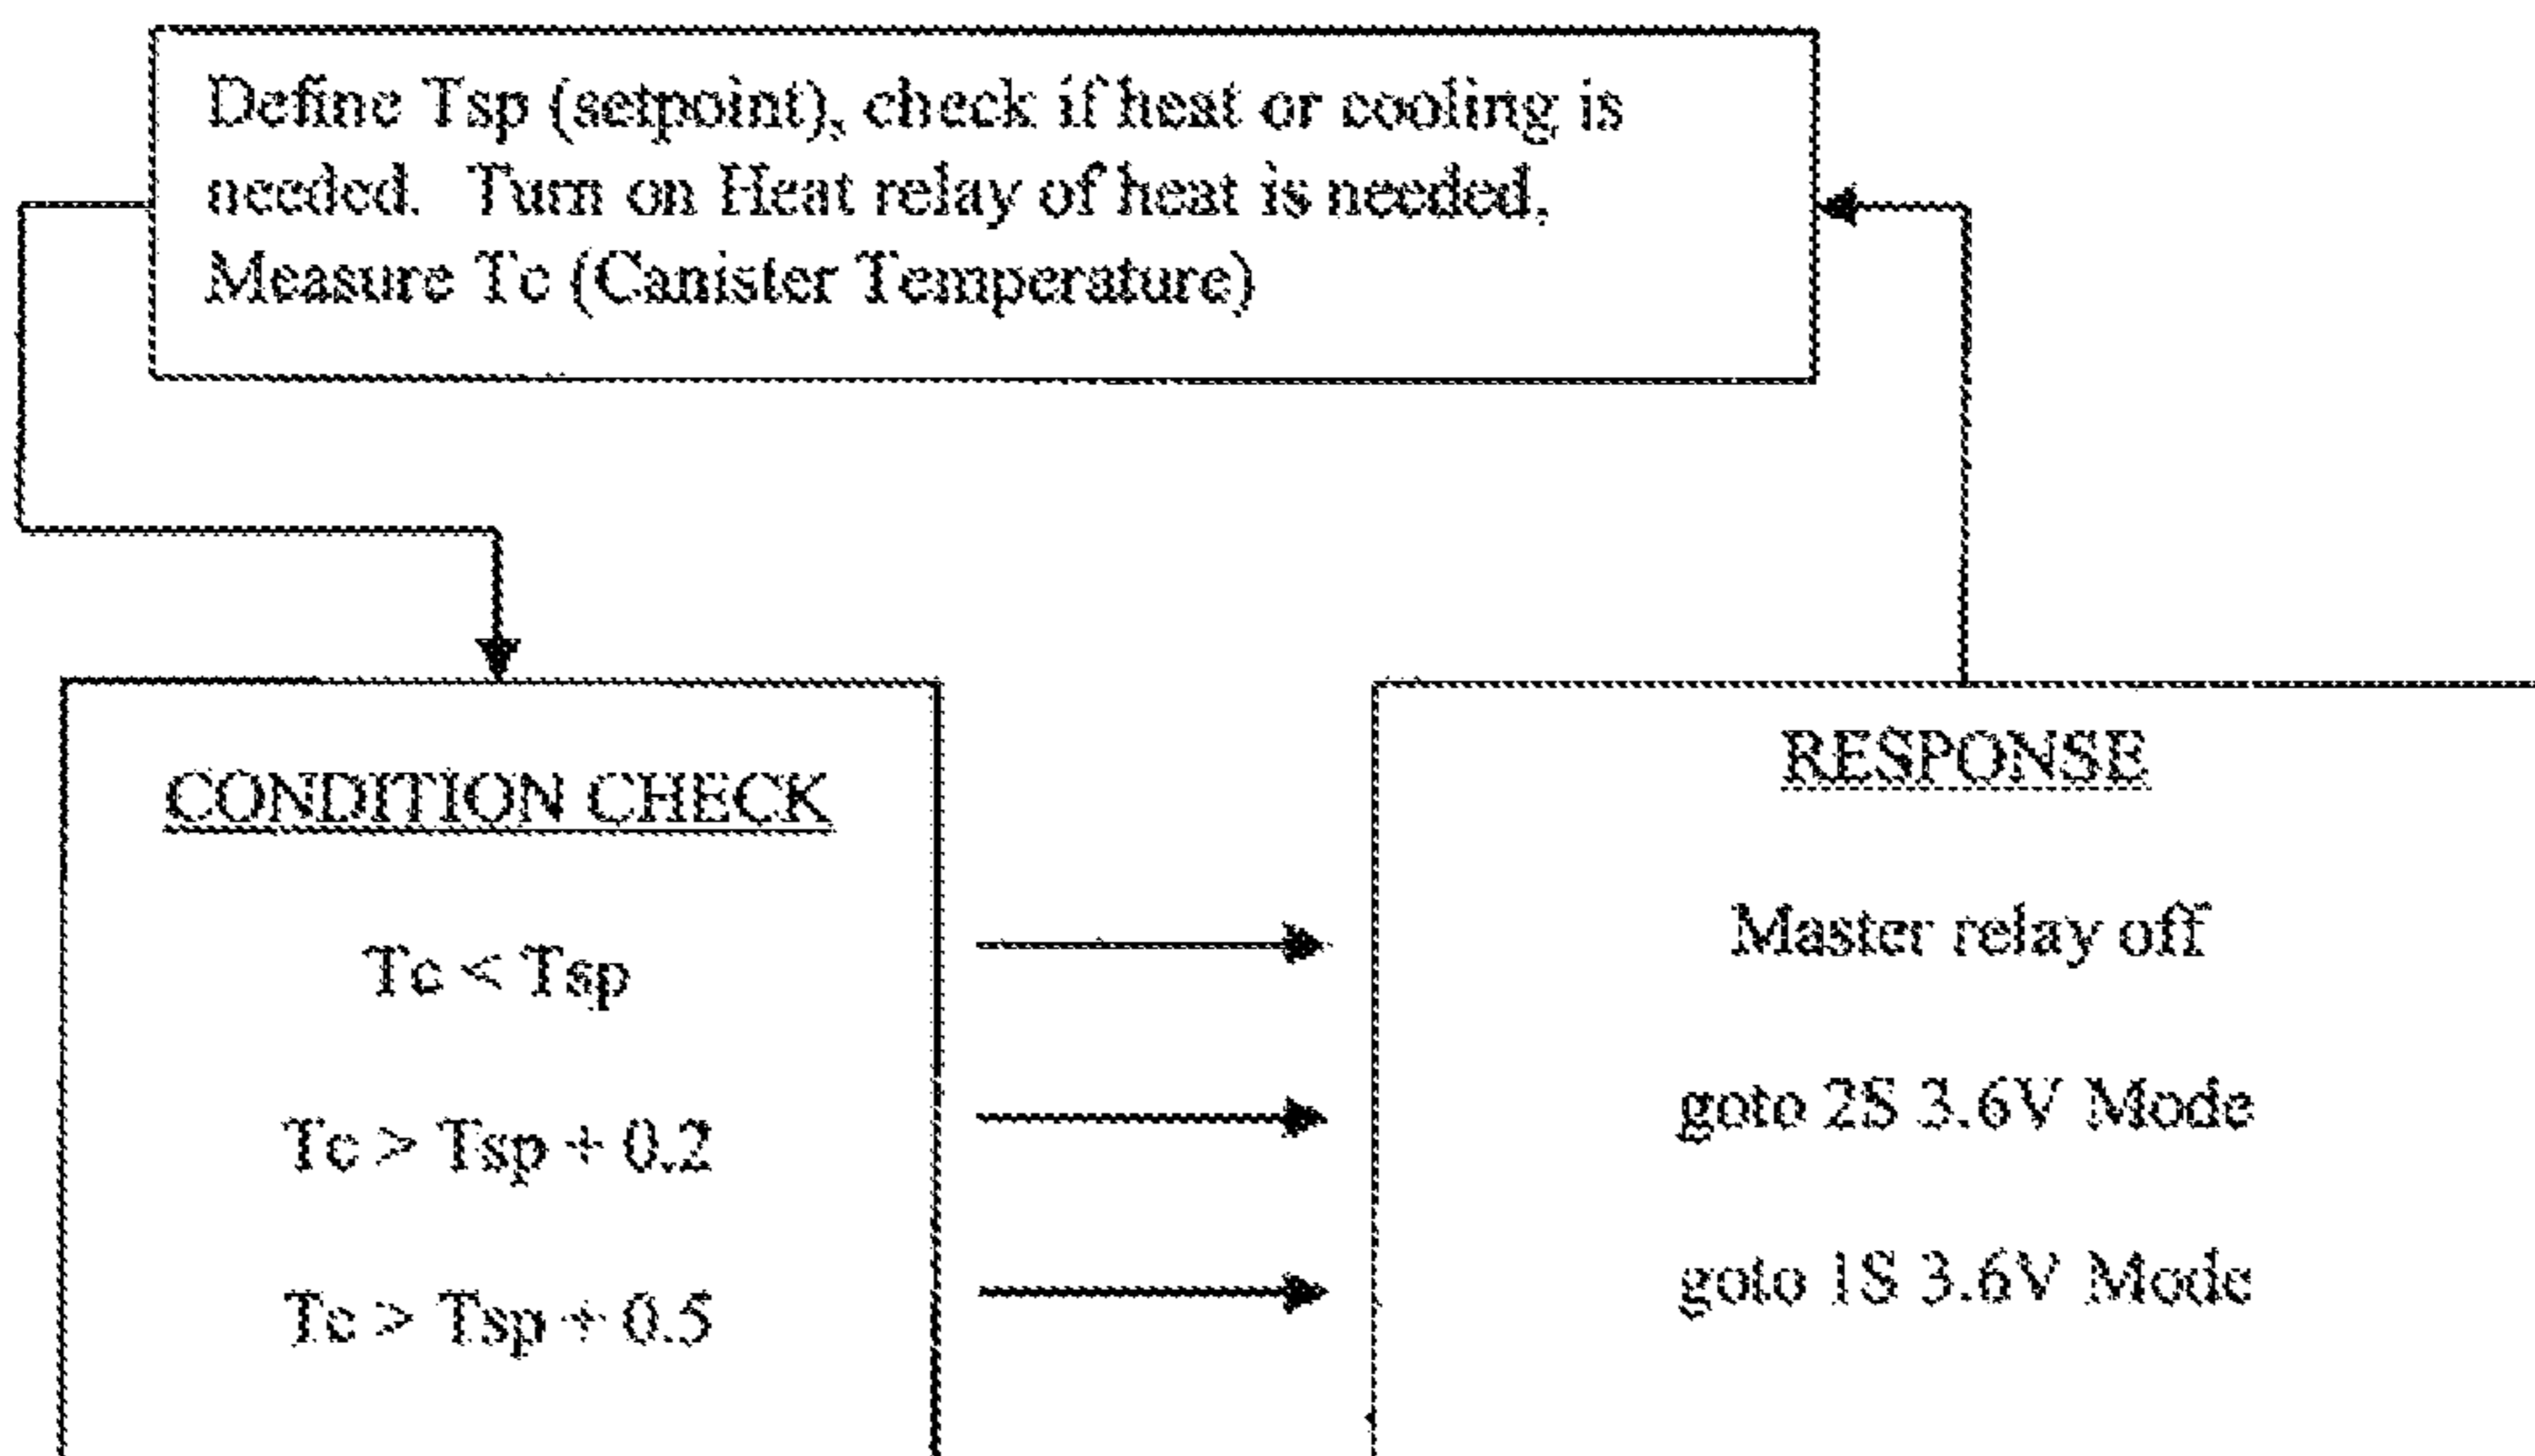 Define Tsp (setpoint), check if heat or cooling is
needed. Turn on Heat relay of heat is needed,
Measure Tc (Canister Temperature)
CONDITION CHECK
Tc < Tsp
Tc > Tsp + 0.2
Tc > Tsp + 0.5
RESPONSE
Master relay off
goto 2S 3.6V Mode
goto 1S 3.6V Mode